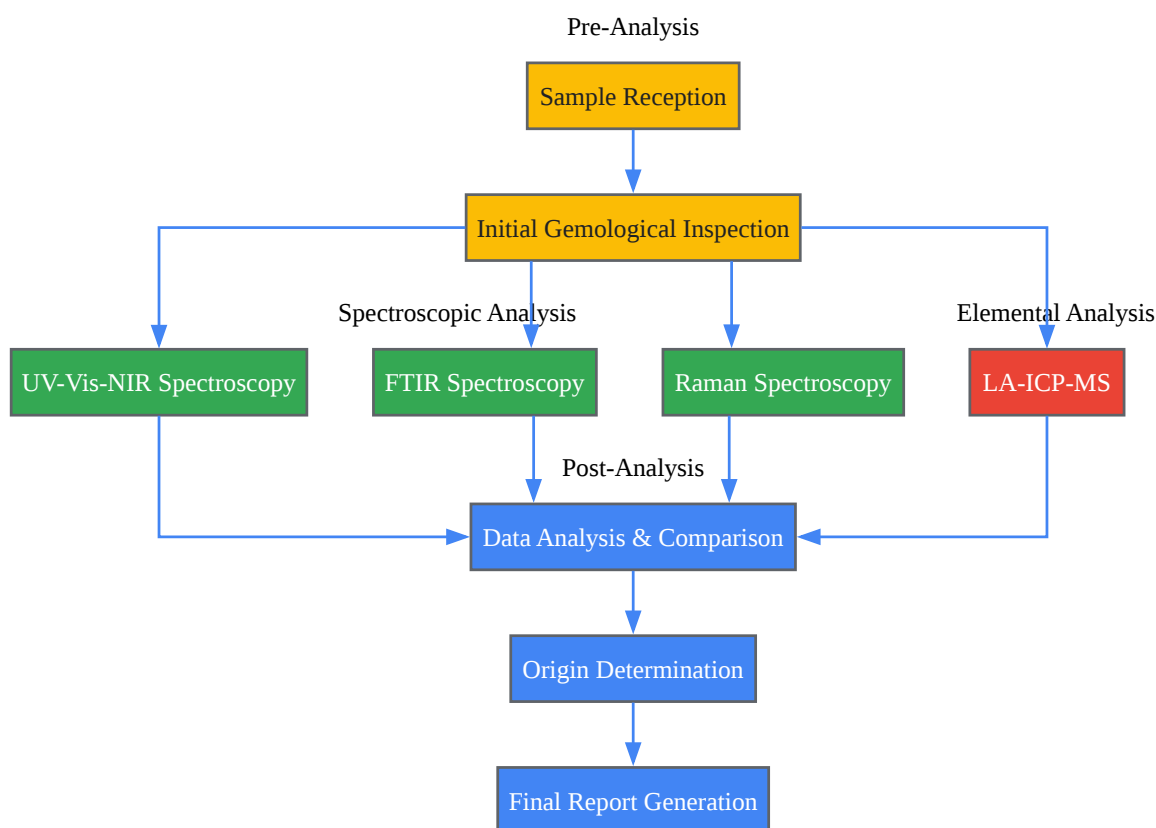 Pre-Analysis
Sample Reception
Initial Gemological Inspection
Spectroscopic Analysis
Elemental Analysis
UV-Vis-NIR Spectroscopy
FTIR Spectroscopy
Raman Spectroscopy
LA-ICP-MS
Post-Analysis
Data Analysis & Comparison
Origin Determination
Final Report Generation